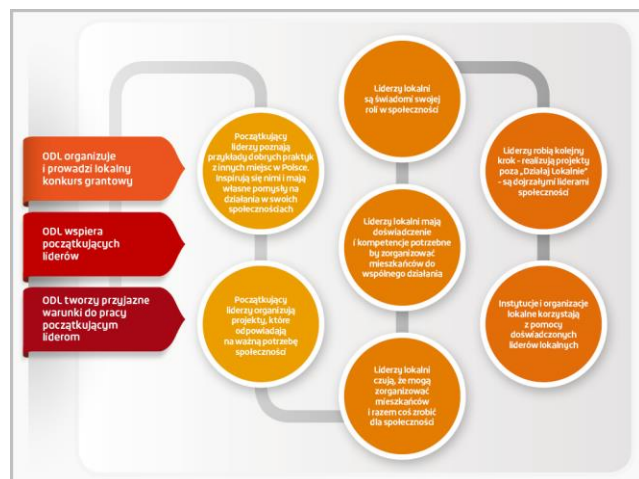 ODL organizuje
i prowadzi lokalny
konkurs grantowy
ODL wspiera
początkujących
liderów
ODL tworzy przyjazne
warunki do pracy
początkującym
liderom
Początkujący
liderzy poznają
przykłady dobrych praktyk
z innych miejsc w Polsce.
Inspirują się nimi i mają
własne pomysły na
działania w swoich
społecznościach
Początkujący
liderzy organizują
projekty, które
odpowiadają
na ważną potrzebę
społeczności
Liderzy lokalni
czują, że mogą
zorganizować
mieszkańców
i razem coś zrobić
dla społeczności
Liderzy lokalni mają
doświadczenie
i kompetencje potrzebne
by zorganizować
mieszkańców do
wspólnego działania
Liderzy lokalni
są świadomi swojej
roli w społeczności
Liderzy robią kolejny
krok - realizują projekty
poza „Działaj Lokalnie”
- są dojrzałymi liderami
społeczności
Instytucje i organizacje
lokalne korzystają
z pomocy
doświadczonych
liderów lokalnych